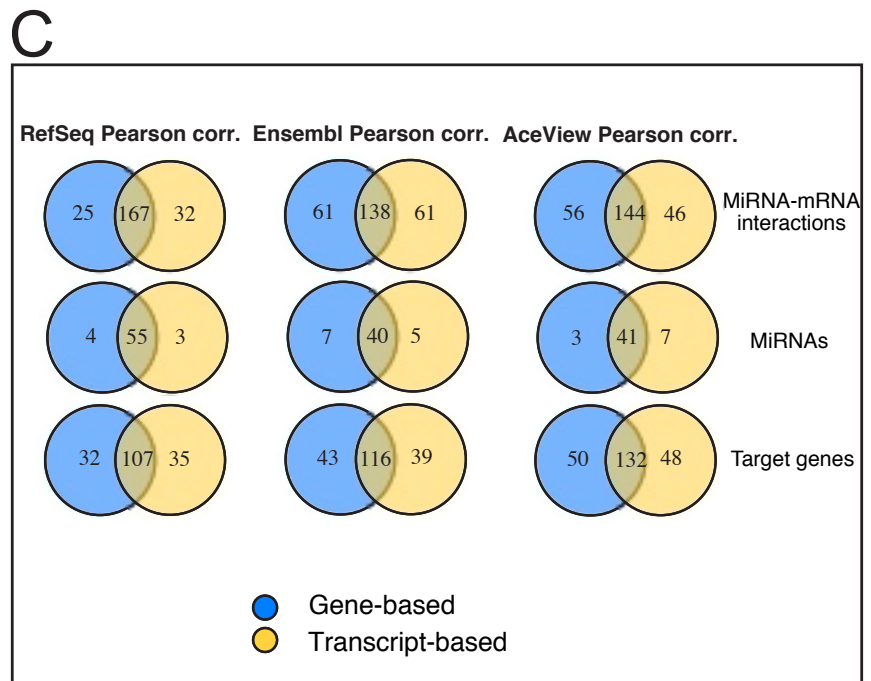 C
RefSeq Pearson corr. Ensembl Pearson corr. AceView Pearson corr.
25 167 32 61 138 61 56 144 46 MiRNA-mRNA
interactions
4 55 3 7 40 5 3 41 7 MiRNAs
32 107 35 43 116 39 50 132 48 Target genes
Gene-based
Transcript-based